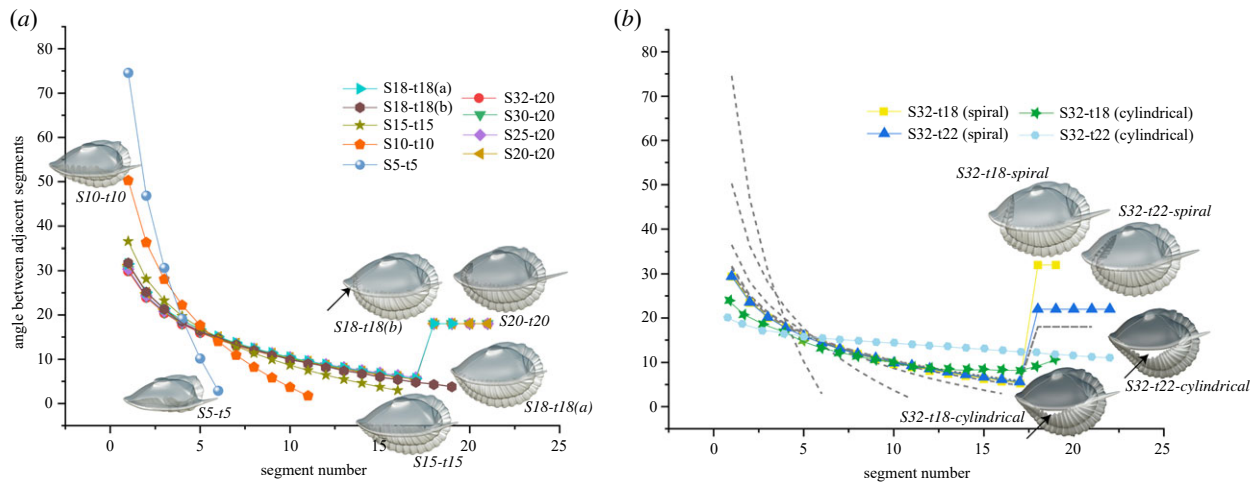 (a)
angle between adjacent segments
80
70
60
50
40
30
20
10
0
0 5 10 15 20 25
segment number
S18-t18(a)
S18-t18(b)
S15-t15
S10-t10
S5-t5
S32-t20
S30-t20
S25-t20
S20-t20
S10-t10
S5-t5
S18-t18(b)
S20-t20
S18-t18(a)
S15-t15
(b)
80
70
60
50
40
30
20
10
0
0 5 10 15 20 25
segment number
S32-t18 (spiral)
S32-t22 (spiral)
S32-t18 (cylindrical)
S32-t22 (cylindrical)
S32-t18-spiral
S32-t22-spiral
S32-t22-cylindrical
S32-t18-cylindrical